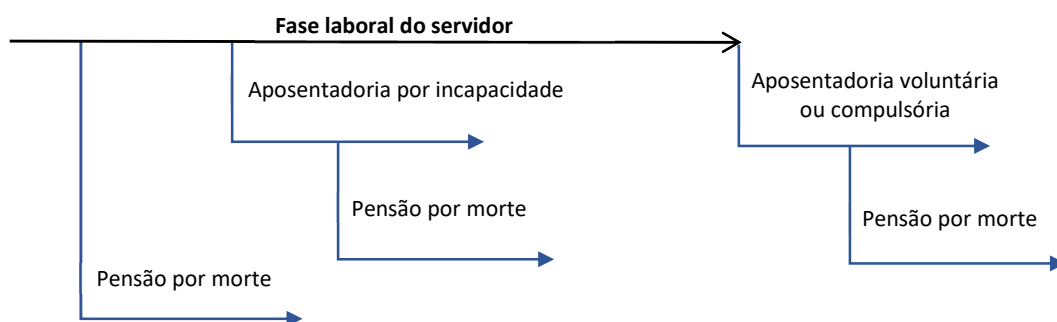 Fase laboral do servidor
Aposentadoria por incapacidade
Aposentadoria voluntária
ou compulsória
Pensão por morte
Pensão por morte
Pensão por morte